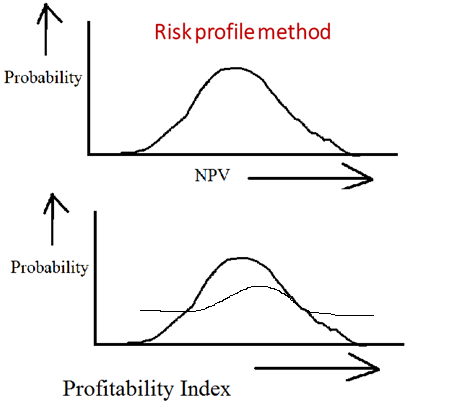 Risk profile method
Probability
NPV
Probability
Profitability Index